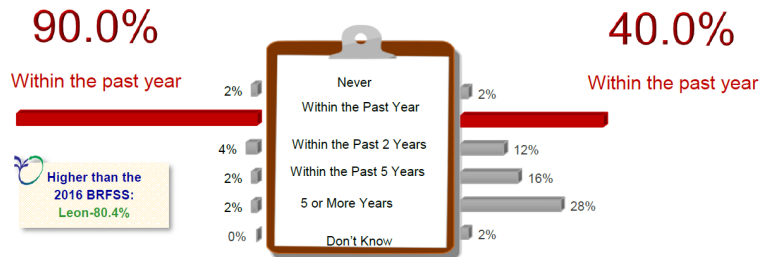 90.0%
40.0%
Within the past year
Within the past year
2%
Never
2%
Within the Past Year
4%
Within the Past 2 Years
12%
2%
Within the Past 5 Years
16%
2%
5 or More Years
28%
0%
Don't Know
2%
Higher than the
2016 BRFSS:
Leon-80.4%